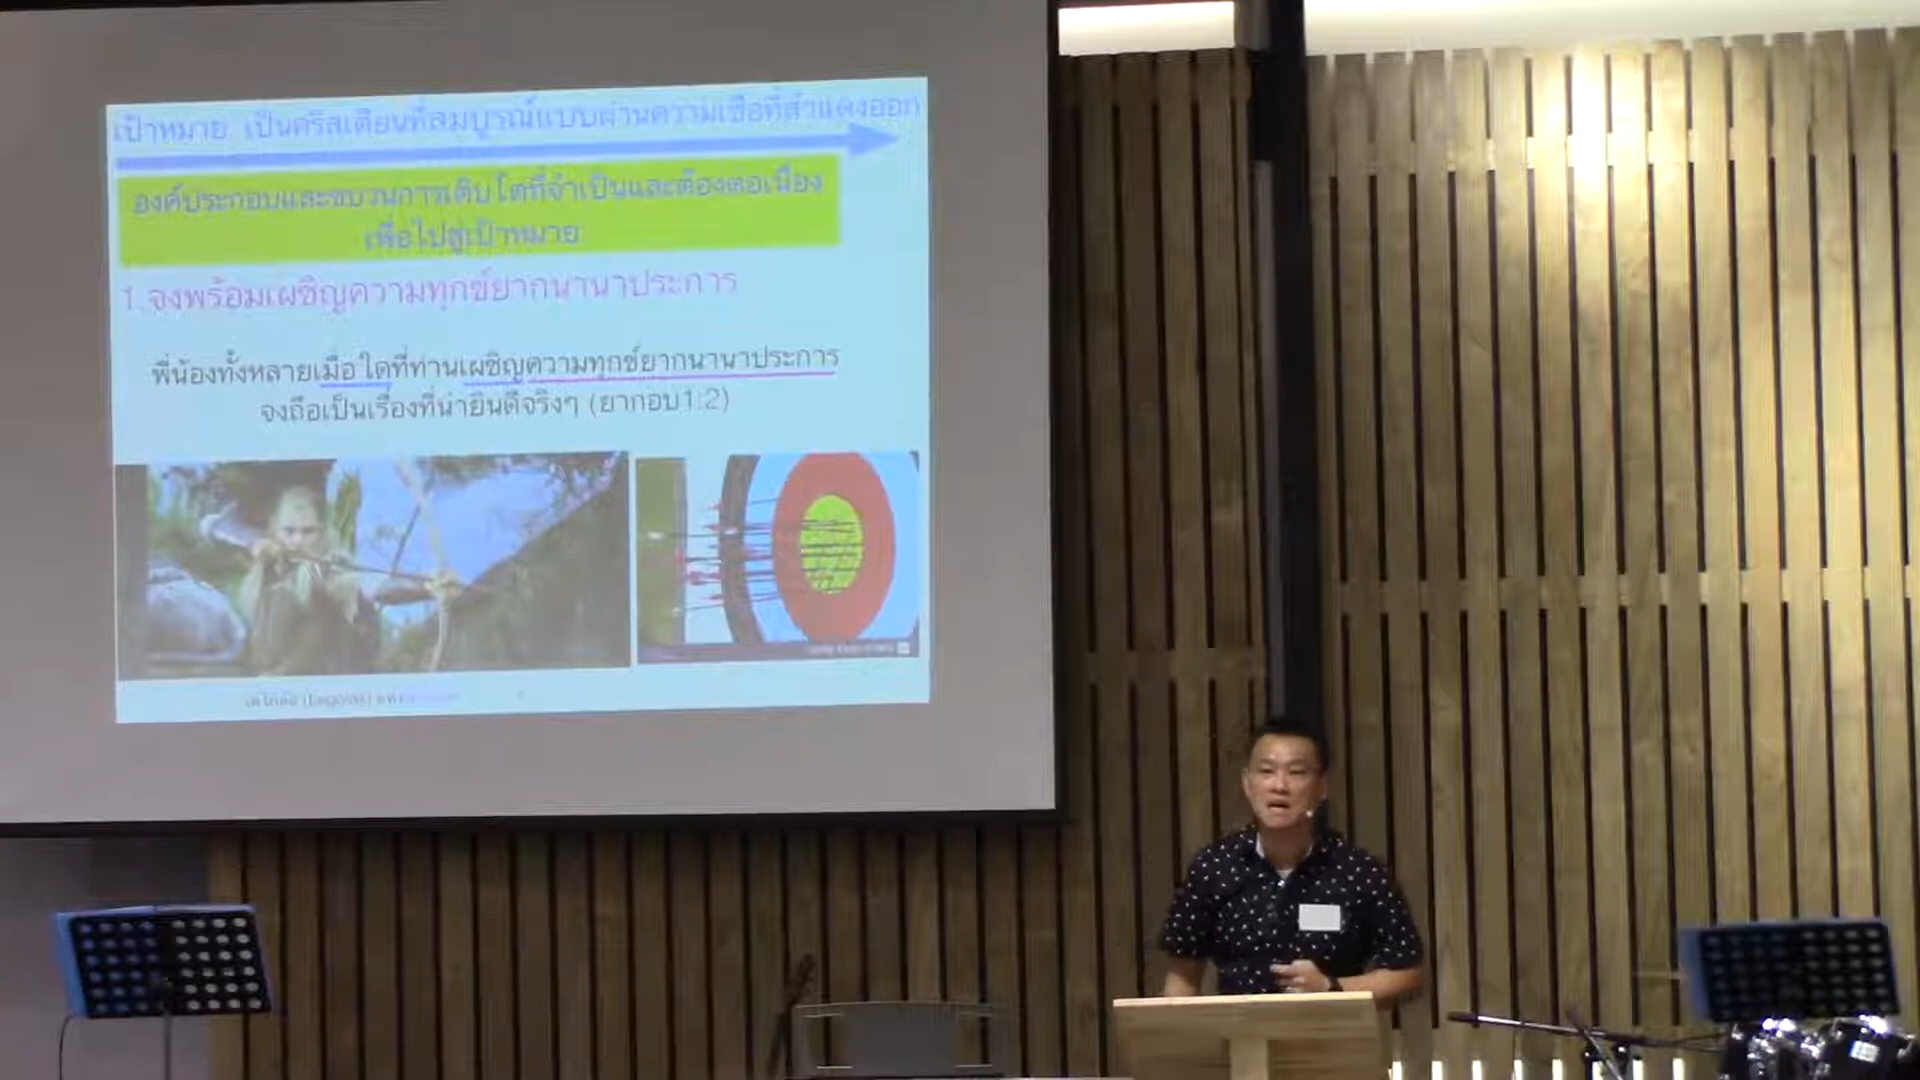 เป้าหมาย เป็นคริสเตียนที่สมบูรณ์แบบผ่านความเชื่อที่สำแดงออก
องค์ประกอบและขบวนการเติบโตที่จำเป็นและต้องต่อเนื่อง
เพื่อไปสู่เป้าหมาย
1.จงพร้อมเผชิญความทุกข์ยากนานาประการ
พี่น้องทั้งหลายเมื่อใดที่ท่านเผชิญความทุกข์ยากนานาประการ
จงถือเป็นเรื่องที่น่ายินดีจริงๆ (ยากอบ1:2)
(Legolas)